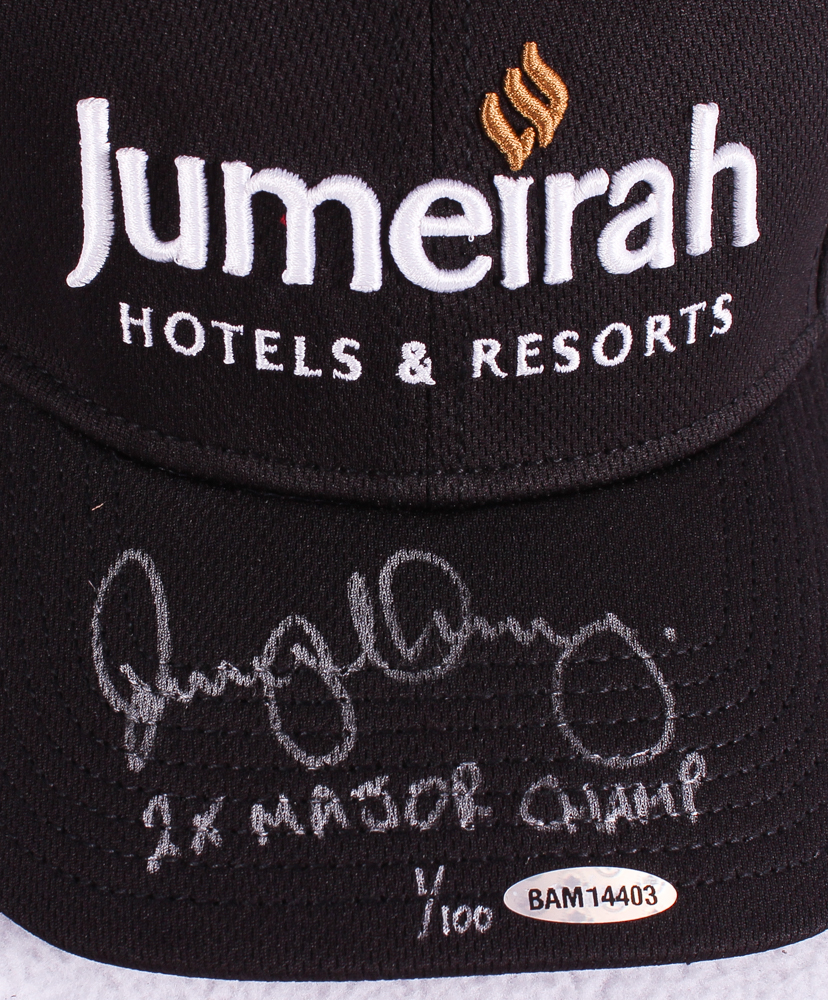 Jumeirah
HOTELS & RESORTS
2X MAJOR CHAMP
1/100 BAM14403